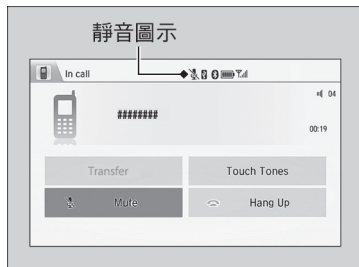 靜音圖示
In call
04
########
00:19
Transfer
Touch Tones
Mute
Hang Up